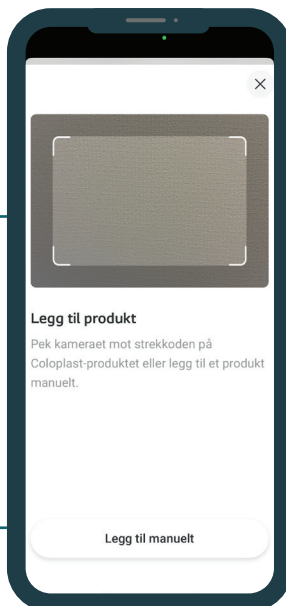 Legg til produkt
Pek kameraet mot strekkoden på
Coloplast-produktet eller legg til et produkt
manuelt.
Legg til manuelt